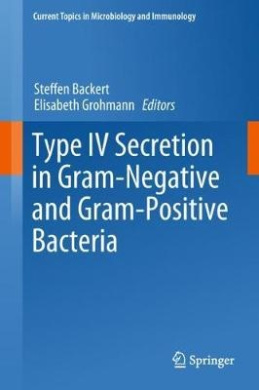 Current Topics in Microbiology and Immunology
Steffen Backert
Elisabeth Grohmann Editors
Type IV Secretion
in Gram-Negative
and Gram-Positive
Bacteria
Springer